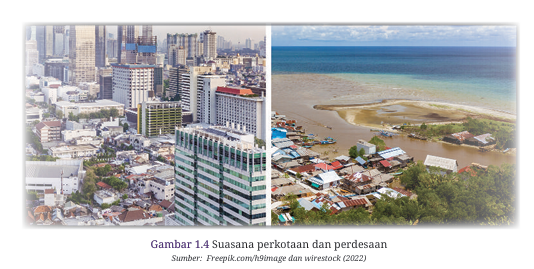 Gambar 1.4 Suasana perkotaan dan perdesaan
Sumber: Freepik.com/h9image dan wirestock (2022)